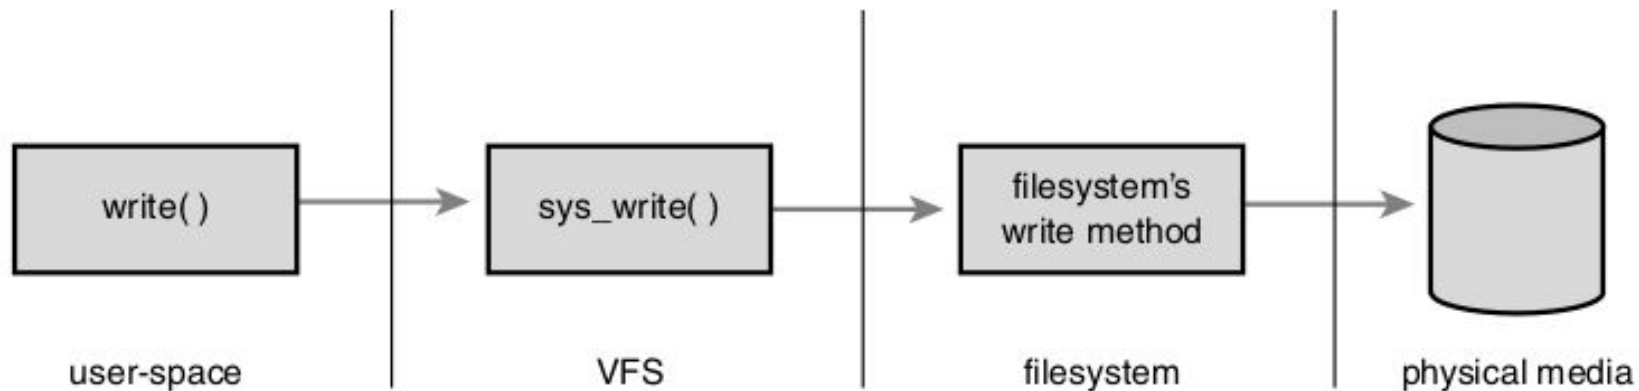 write( )
sys_write( )
filesystem's
write method
user-space
VFS
filesystem
physical media